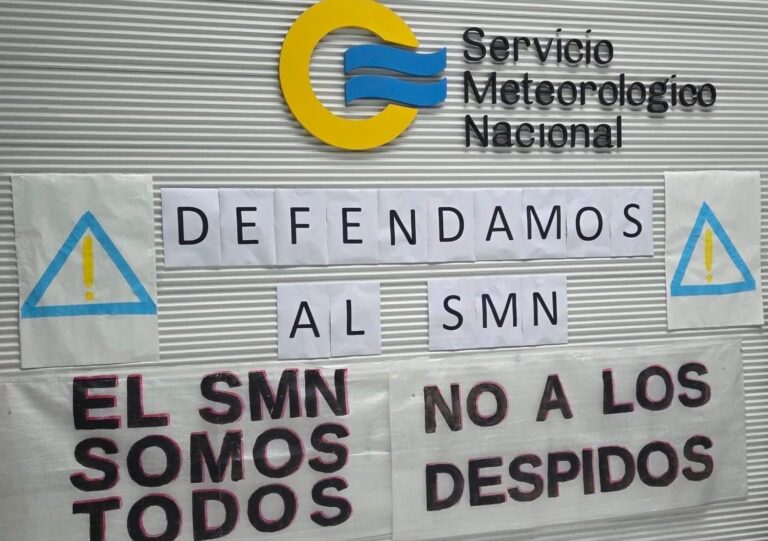 Servicio
Meteorologico
Nacional
DEFENDAMOS
AL SMN
EL SMN
SOMOS
TODOS
NO A LOS
DESPIDOS